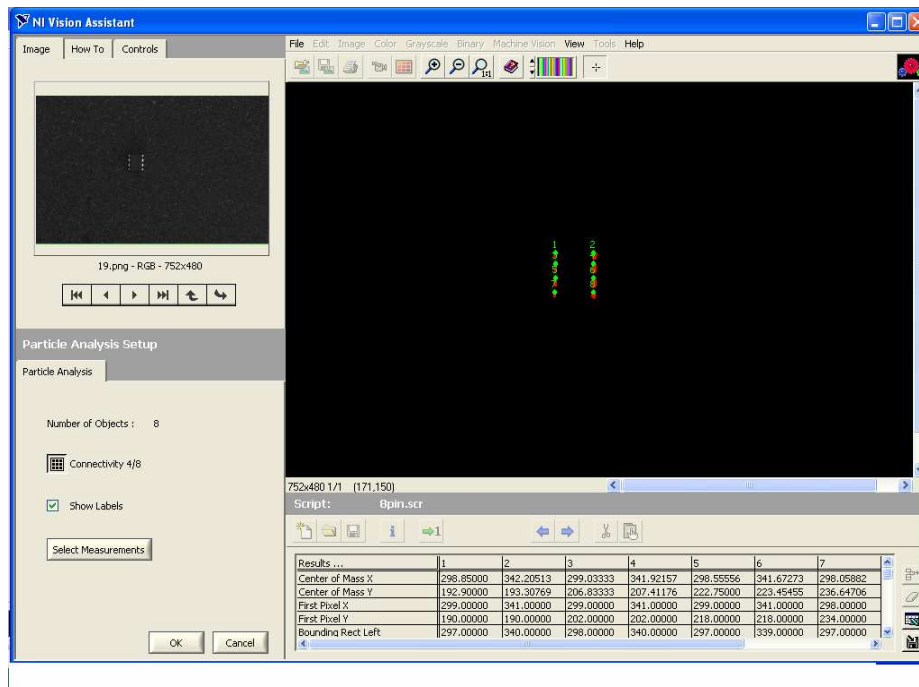 NI Vision Assistant
Image How To Controls
File Edit Image Color Grayscale Binary Machine Vision View Tools Help
1:1
19.png - RGB - 752x480
Particle Analysis Setup
Particle Analysis
Number of Objects : 8
Connectivity 4/8
Show Labels
Select Measurements
OK Cancel
1 2
5
7 8
752x480 1/1 (171,150)
Script: 8pin.scr
1
Results ... 1 2 3 4 5 6 7
Center of Mass X 298.85000 342.20513 299.03333 341.92157 298.55556 341.67273 298.05882
Center of Mass Y 192.90000 193.30769 206.83333 207.41176 222.75000 223.45455 236.64706
First Pixel X 299.00000 341.00000 299.00000 341.00000 299.00000 341.00000 298.00000
First Pixel Y 190.00000 190.00000 202.00000 202.00000 218.00000 218.00000 234.00000
Bounding Rect Left 297.00000 340.00000 298.00000 340.00000 297.00000 339.00000 297.00000